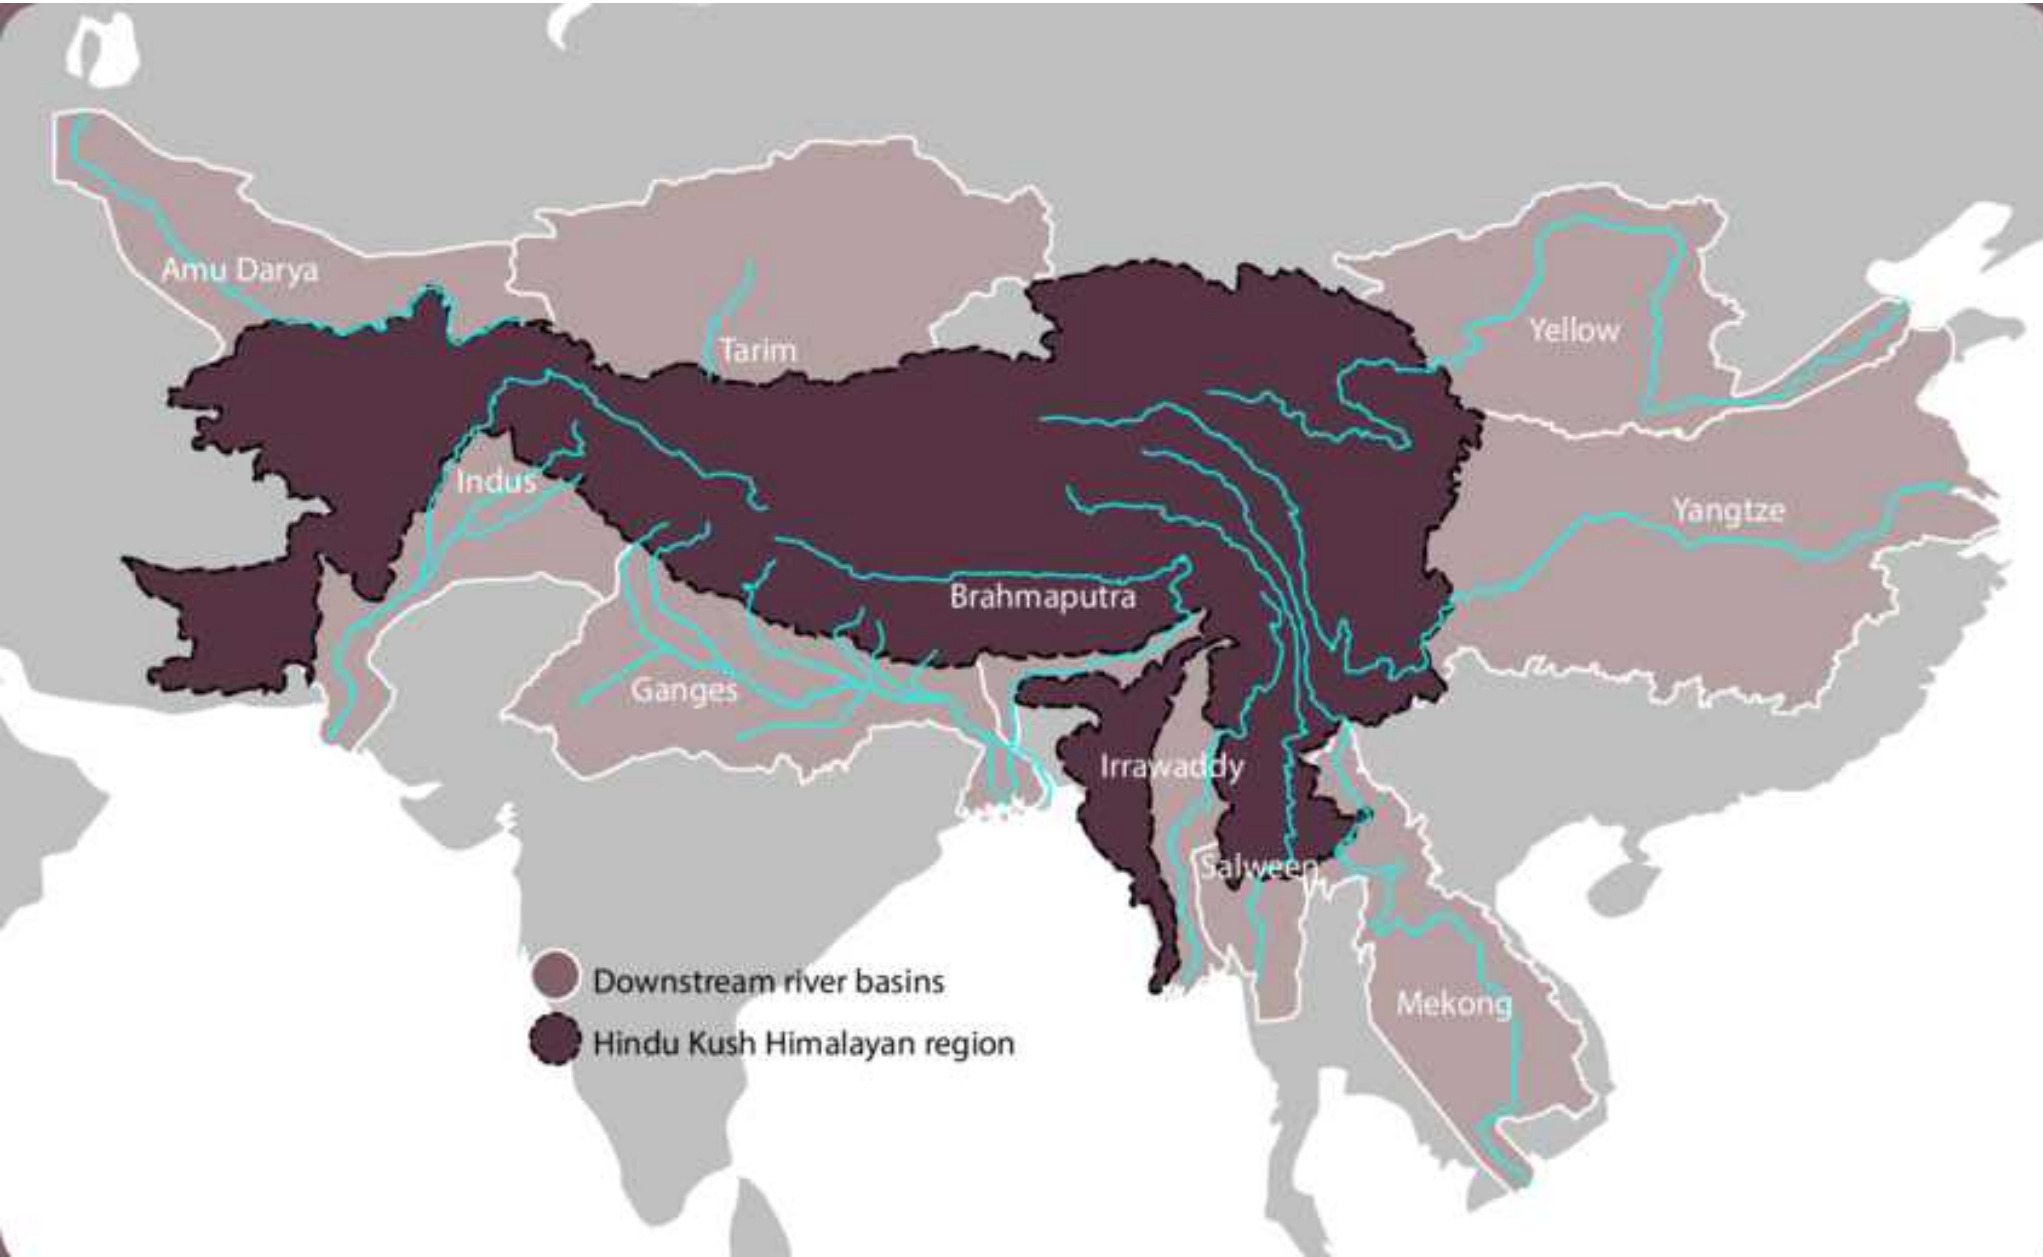 Amu Darya
Tarim
Yellow
Indus
Yangtze
Brahmaputra
Ganges
Irrawaddy
Salween
Downstream river basins
Mekong
Hindu Kush Himalayan region